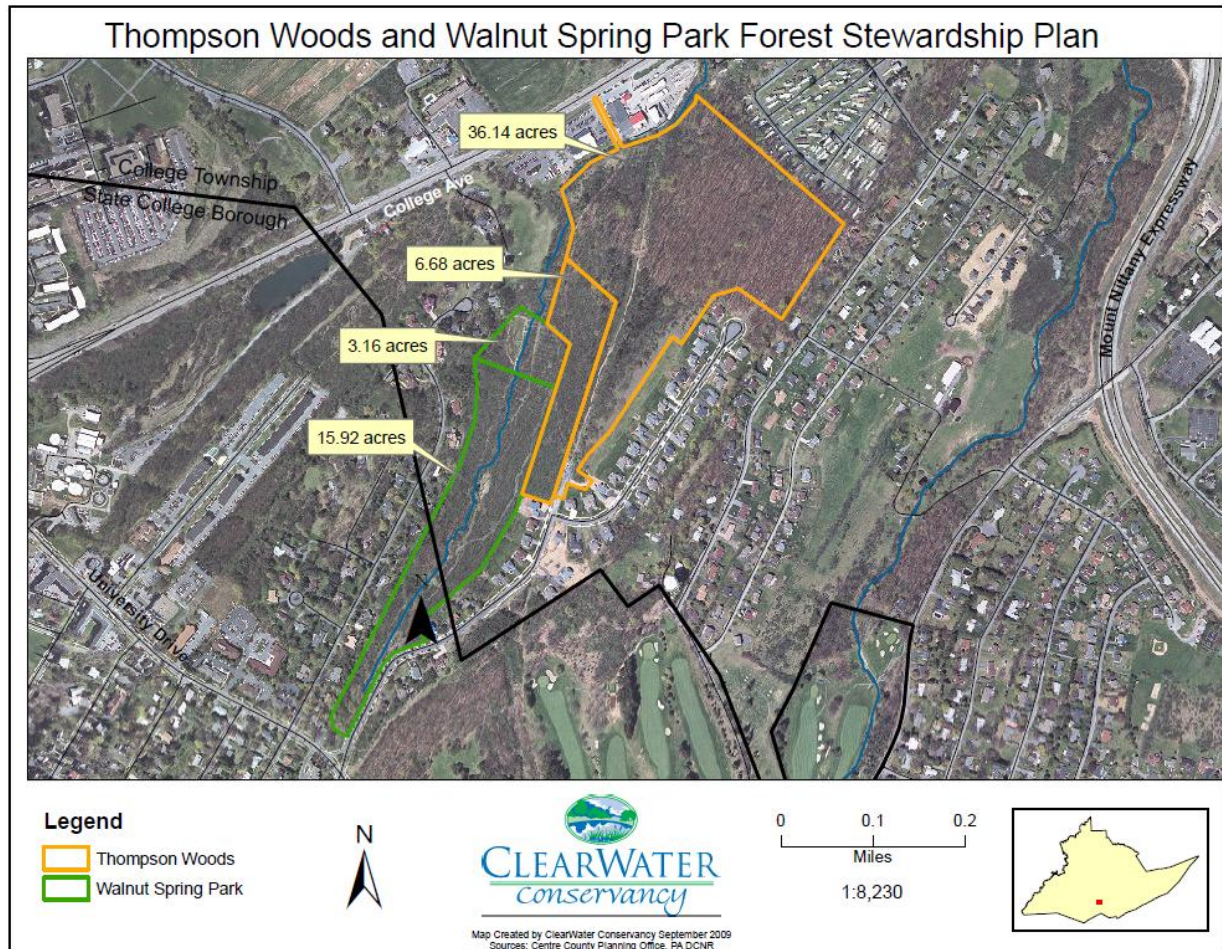 Thompson Woods and Walnut Spring Park Forest Stewardship Plan
36.14 acres
College Township
State College Borough
College Ave
6.68 acres
3.16 acres
15.92 acres
Mount Nittany Expressway
University Drive
N
Legend
Thompson Woods
Walnut Spring Park
N
CLEARWATER
conservancy
Map Created by ClearWater Conservancy September 2009
Sources: Centre County Planning Office, PA DCNR
0 0.1 0.2
Miles
1:8,230